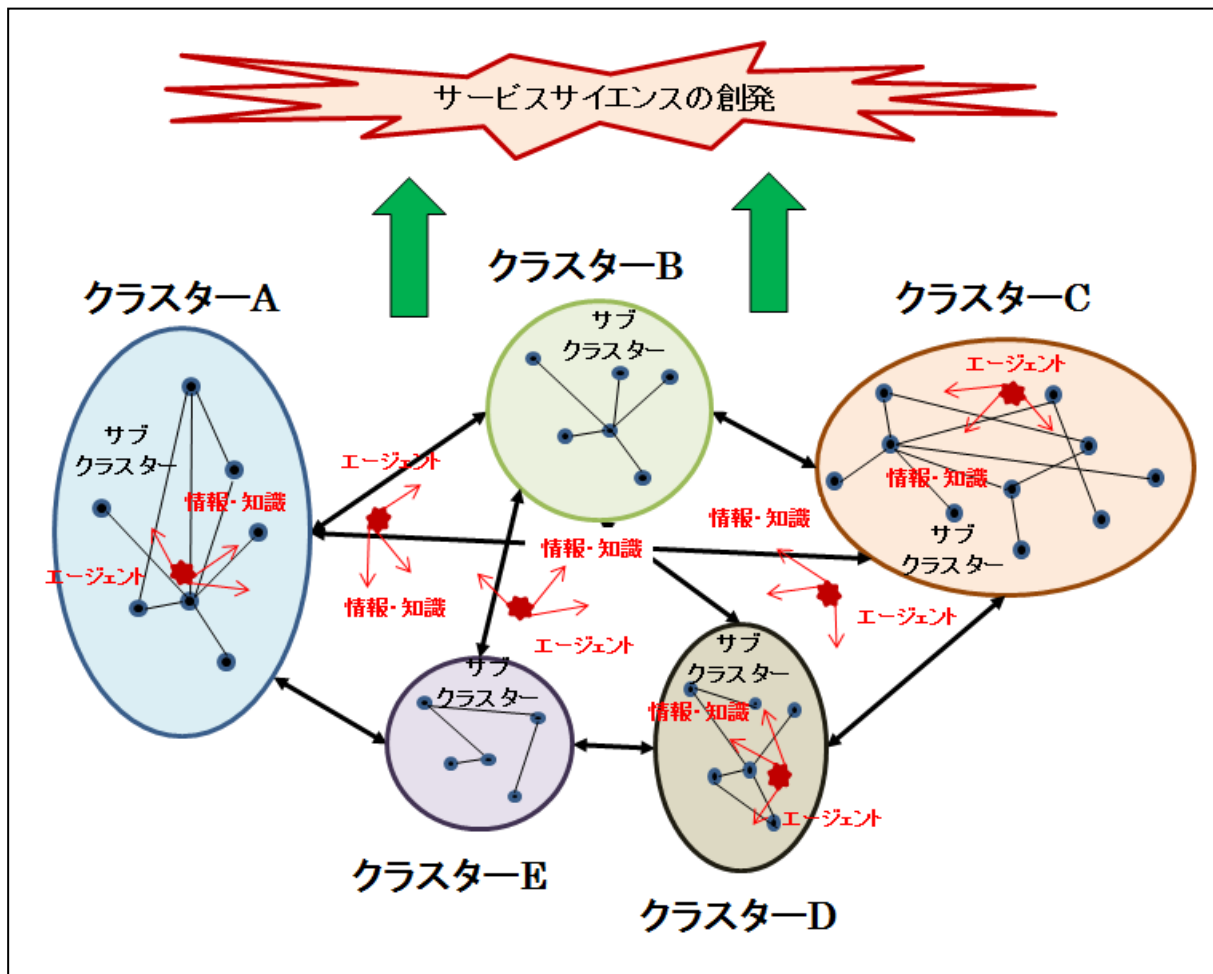 サービスサイエンスの創発
クラスターB
クラスターA
クラスターC
サブ
クラスター
エージェント
サブ
クラスター
エージェント
情報・知識
情報・知識
サブ
クラスター
情報・知識
情報・知識
エージェント
情報・知識
エージェント
エージェント
サブ
クラスター
サブ
クラスター
情報・知識
エージェント
クラスターE
クラスターD